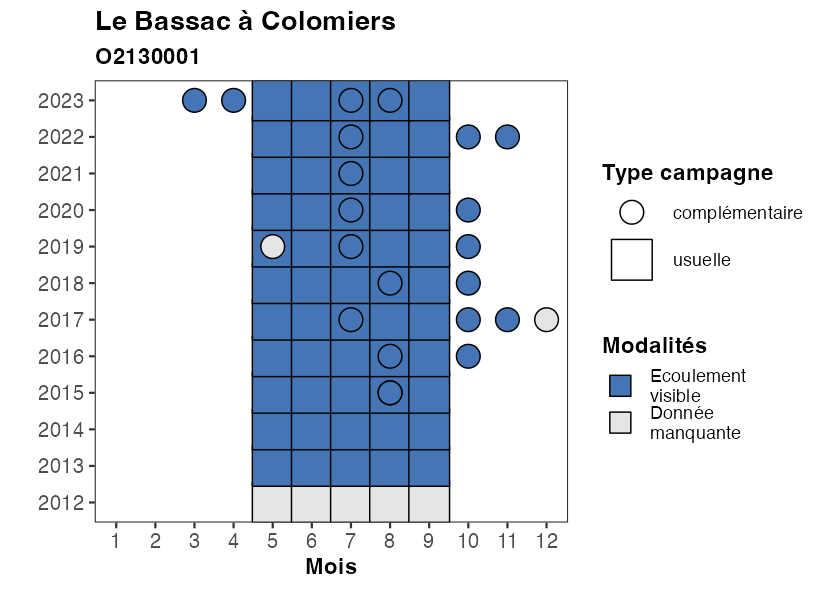 Le Bassac à Colomiers
O2130001
2023
2022
2021
2020
2019
2018
2017
2016
2015
2014
2013
2012
1 2 3 4 5 6 7 8 9 10 11 12
Mois
Type campagne
complémentaire
usuelle
Modalités
Ecoulement
visible
Donnée
manquante